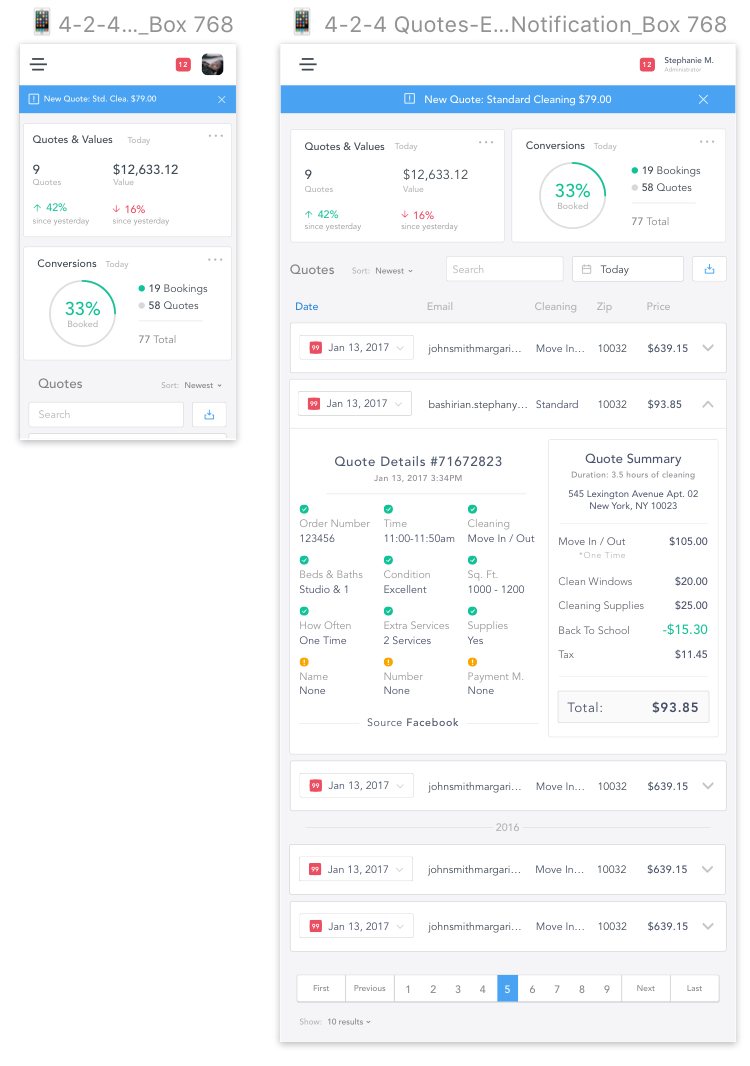 📱 4-2-4…_Box 768
12
New Quote: Std. Clea. $79.00
Quotes & Values Today
9 $12,633.12
Quotes Value
↑ 42% ↓ 16%
since yesterday since yesterday
Conversions Today
33%
Booked
19 Bookings
58 Quotes
77 Total
Quotes Sort: Newest
Search
📱 4-2-4 Quotes-E…Notification_Box 768
12 Stephanie M.
Administrator
New Quote: Standard Cleaning $79.00
Quotes & Values Today
9 $12,633.12
Quotes Value
↑ 42% ↓ 16%
since yesterday since yesterday
Conversions Today
33%
Booked
19 Bookings
58 Quotes
77 Total
Quotes Sort: Newest Search Today
Date Email Cleaning Zip Price
99 Jan 13, 2017 johnsmithmargari… Move In… 10032 $639.15
99 Jan 13, 2017 bashirian.stephany… Standard 10032 $93.85
Quote Details #71672823
Jan 13, 2017 3:34PM
Order Number Time Cleaning
123456 11:00-11:50am Move In / Out
Beds & Baths Condition Sq. Ft.
Studio & 1 Excellent 1000 - 1200
How Often Extra Services Supplies
One Time 2 Services Yes
Name Number Payment M.
None None None
Source Facebook
Quote Summary
Duration: 3.5 hours of cleaning
545 Lexington Avenue Apt. 02
New York, NY 10023
Move In / Out $105.00
*One Time
Clean Windows $20.00
Cleaning Supplies $25.00
Back To School -$15.30
Tax $11.45
Total: $93.85
99 Jan 13, 2017 johnsmithmargari… Move In… 10032 $639.15
2016
99 Jan 13, 2017 johnsmithmargari… Move In… 10032 $639.15
99 Jan 13, 2017 johnsmithmargari… Move In… 10032 $639.15
First Previous 1 2 3 4 5 6 7 8 9 Next Last
Show: 10 results